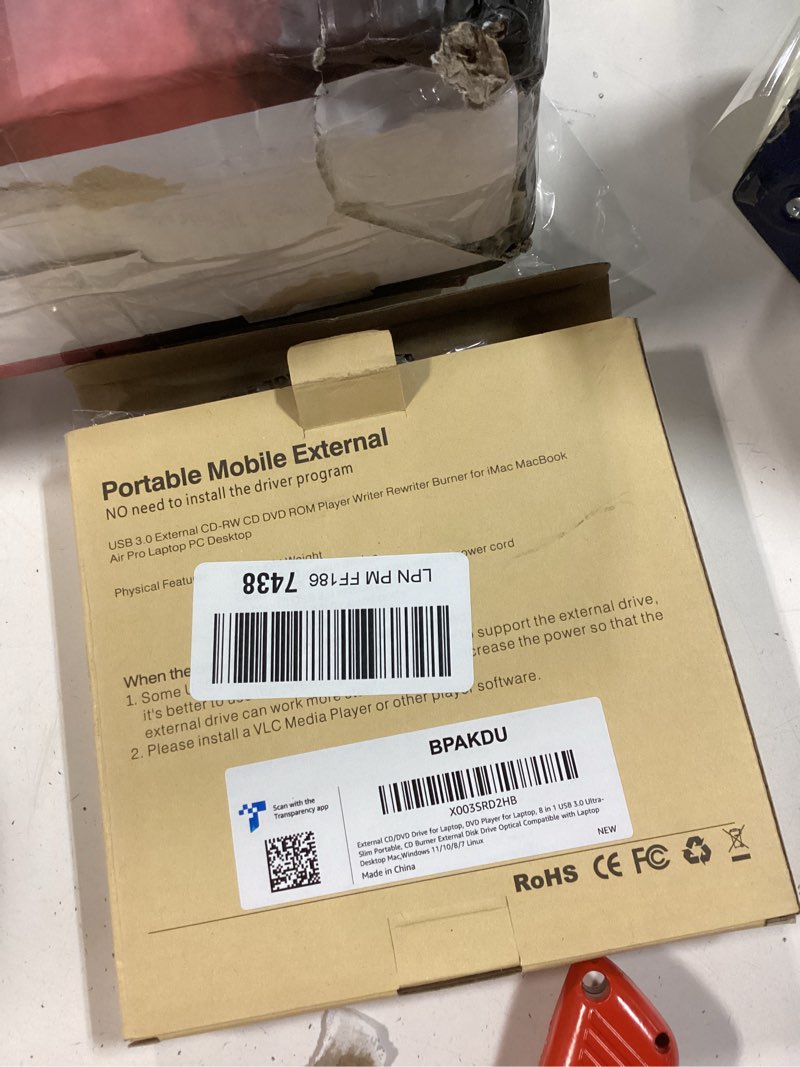 Portable Mobile External
NO need to install the driver program
USB 3.0 External CD-RW CD DVD ROM Player Writer Rewriter Burner for iMac MacBook
Air Pro Laptop PC Desktop
Physical Weight
ower cord
LPN PM FF186 7438
When the
1. Some support the external drive,
it's better to crease the power so that the
external drive can work more
2. Please install a VLC Media Player or other player software.
BPAKDU
Scan with the
Transparency app
X003SRD2HB
External CD/DVD Drive for Laptop, DVD Player for Laptop, 8 in 1 USB 3.0 Ultra-
Slim Portable, CD Burner External Disk Drive Optical Compatible with Laptop
Desktop Mac,Windows 11/10/8/7 Linux
NEW
Made in China
RoHS CE FC